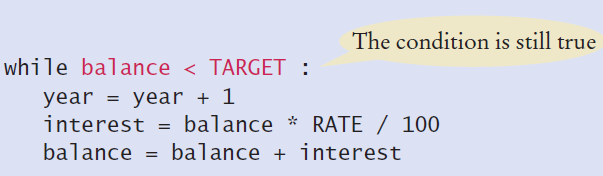 The condition is still true
while balance < TARGET :
year = year + 1
interest = balance * RATE / 100
balance = balance + interest